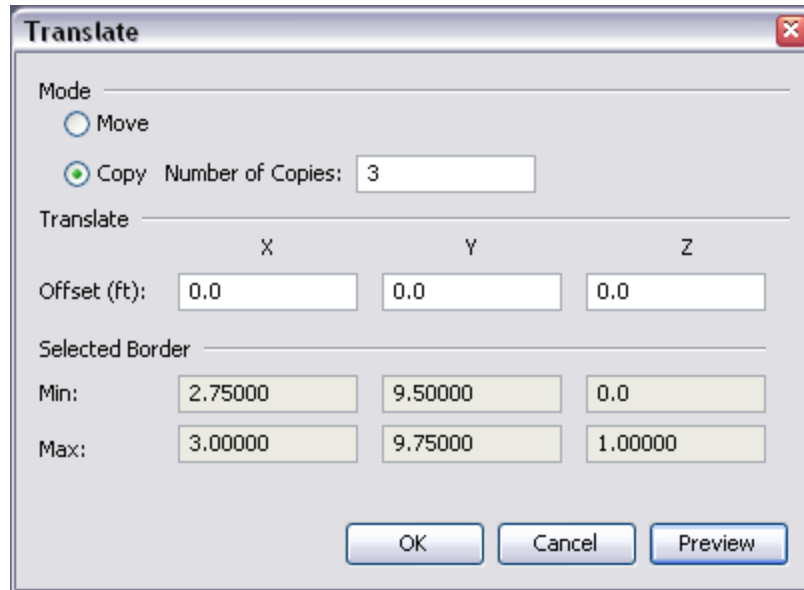 Translate
Mode
Move
Copy Number of Copies: 3
Translate
X Y Z
Offset (ft): 0.0 0.0 0.0
Selected Border
Min: 2.75000 9.50000 0.0
Max: 3.00000 9.75000 1.00000
OK Cancel Preview